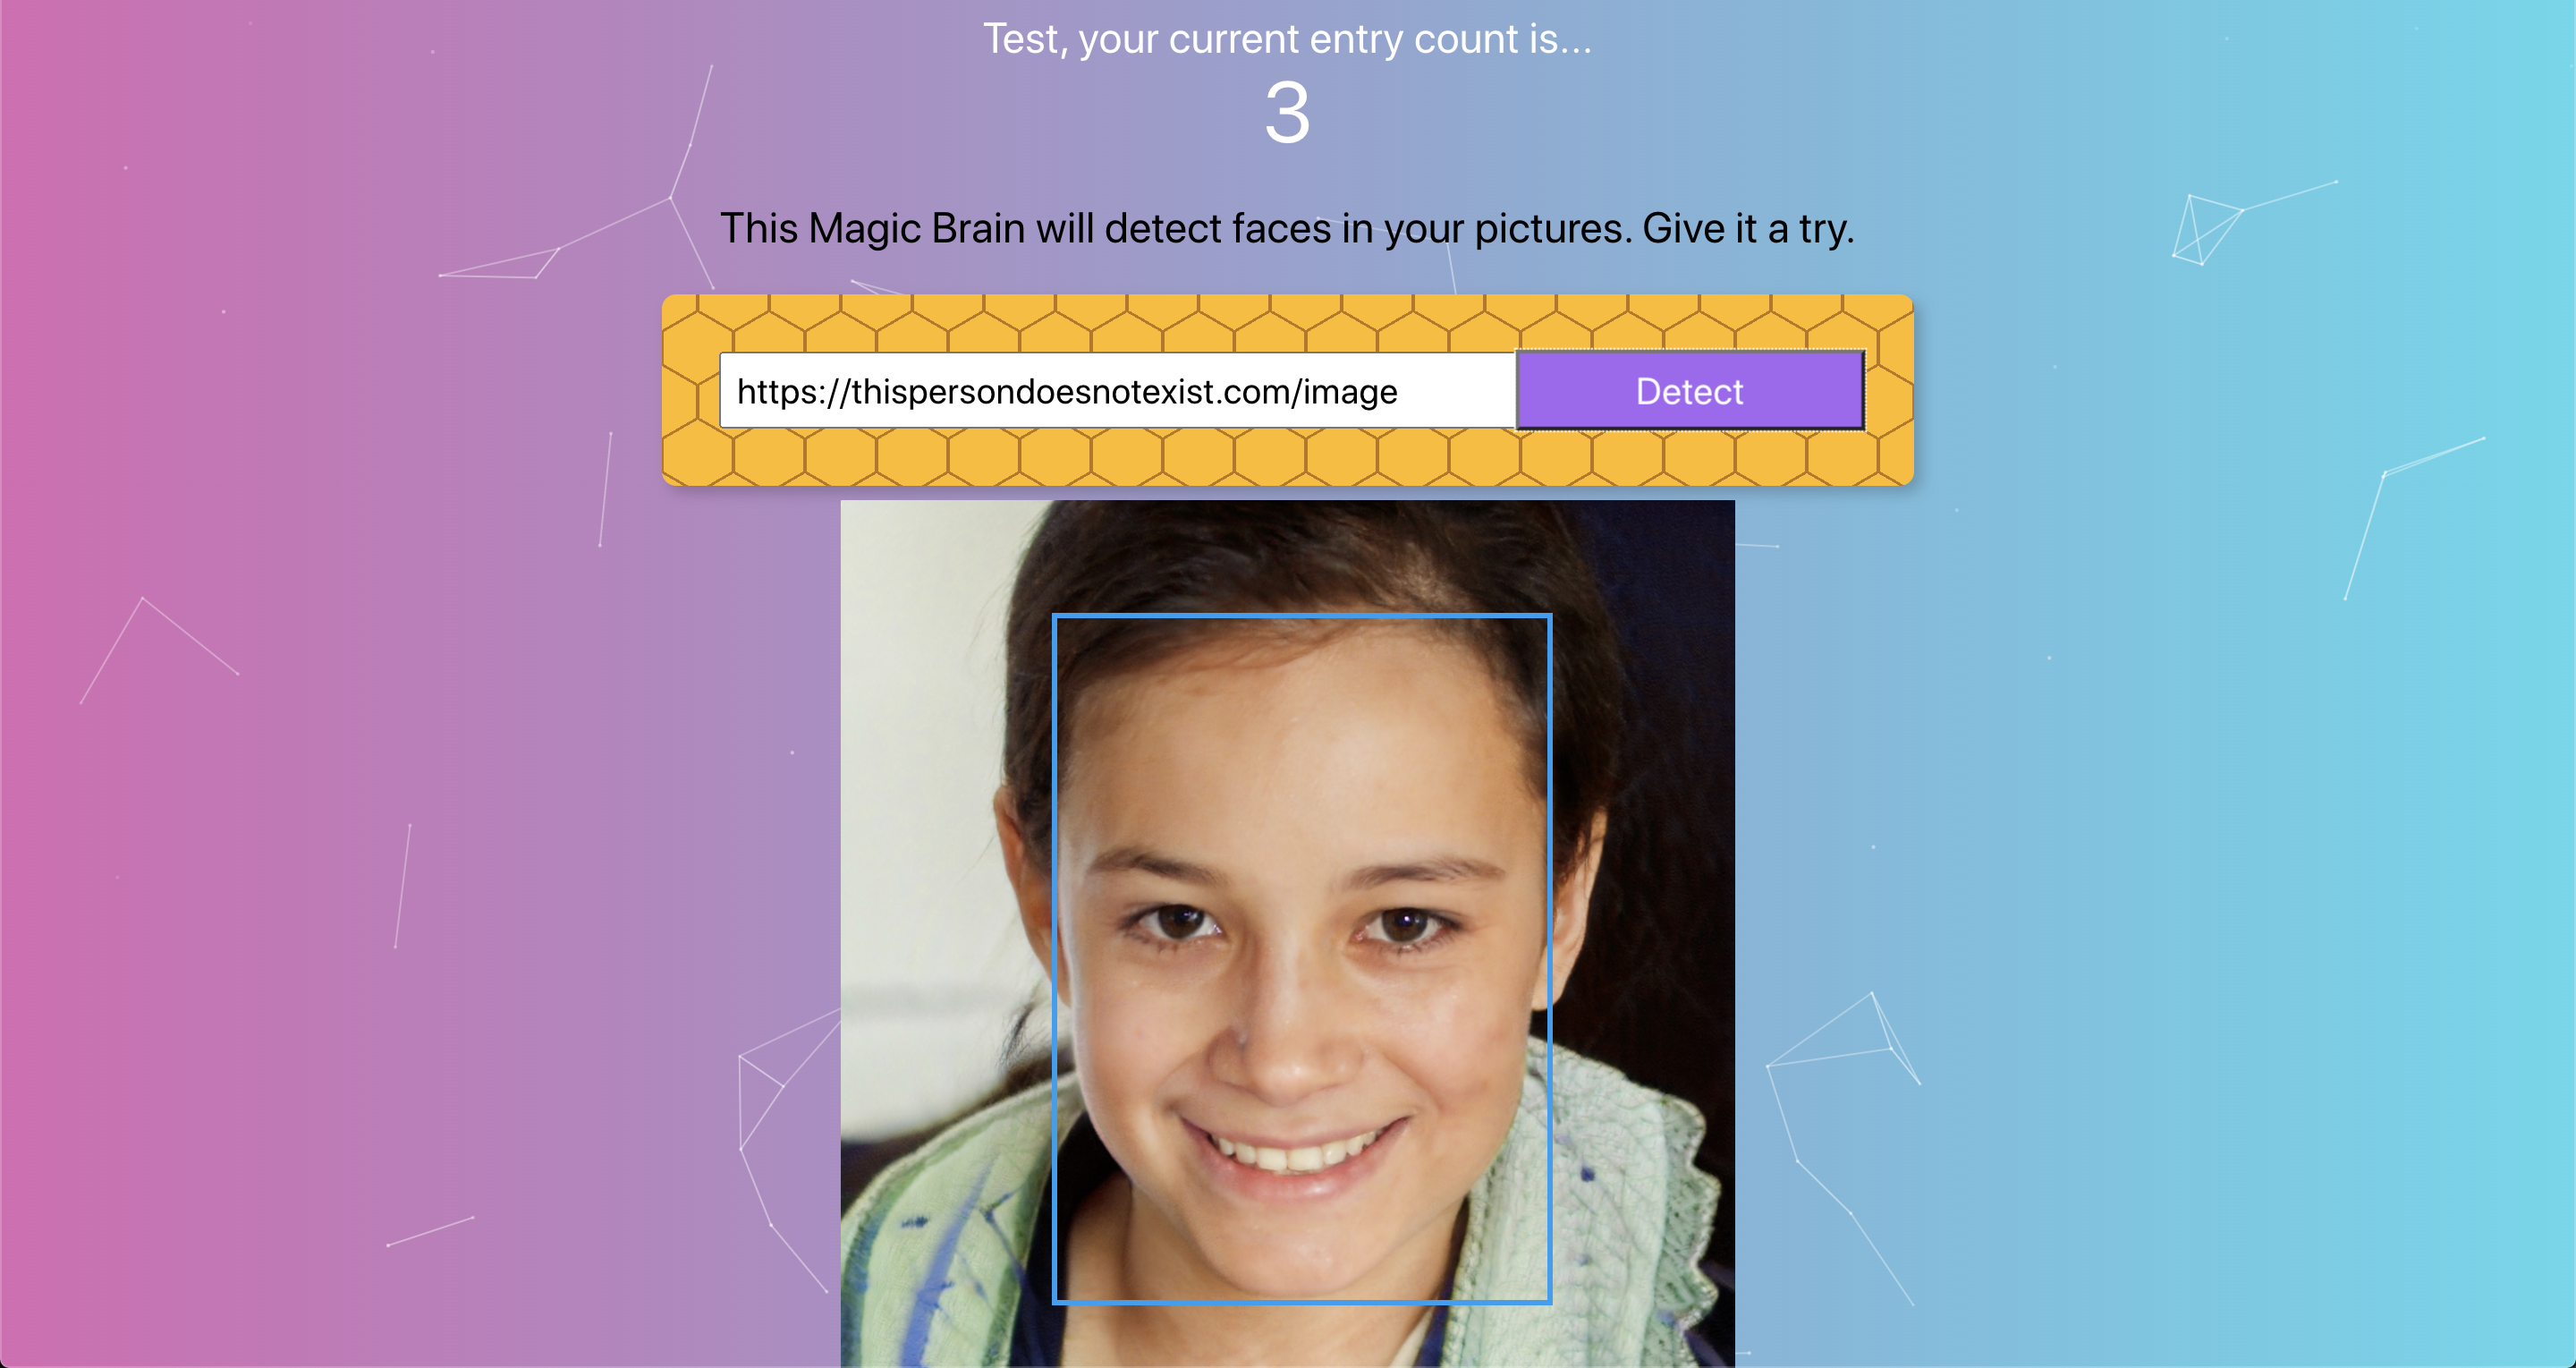 Test, your current entry count is...
3
This Magic Brain will detect faces in your pictures. Give it a try.
https://thispersondoesnotexist.com/image Detect